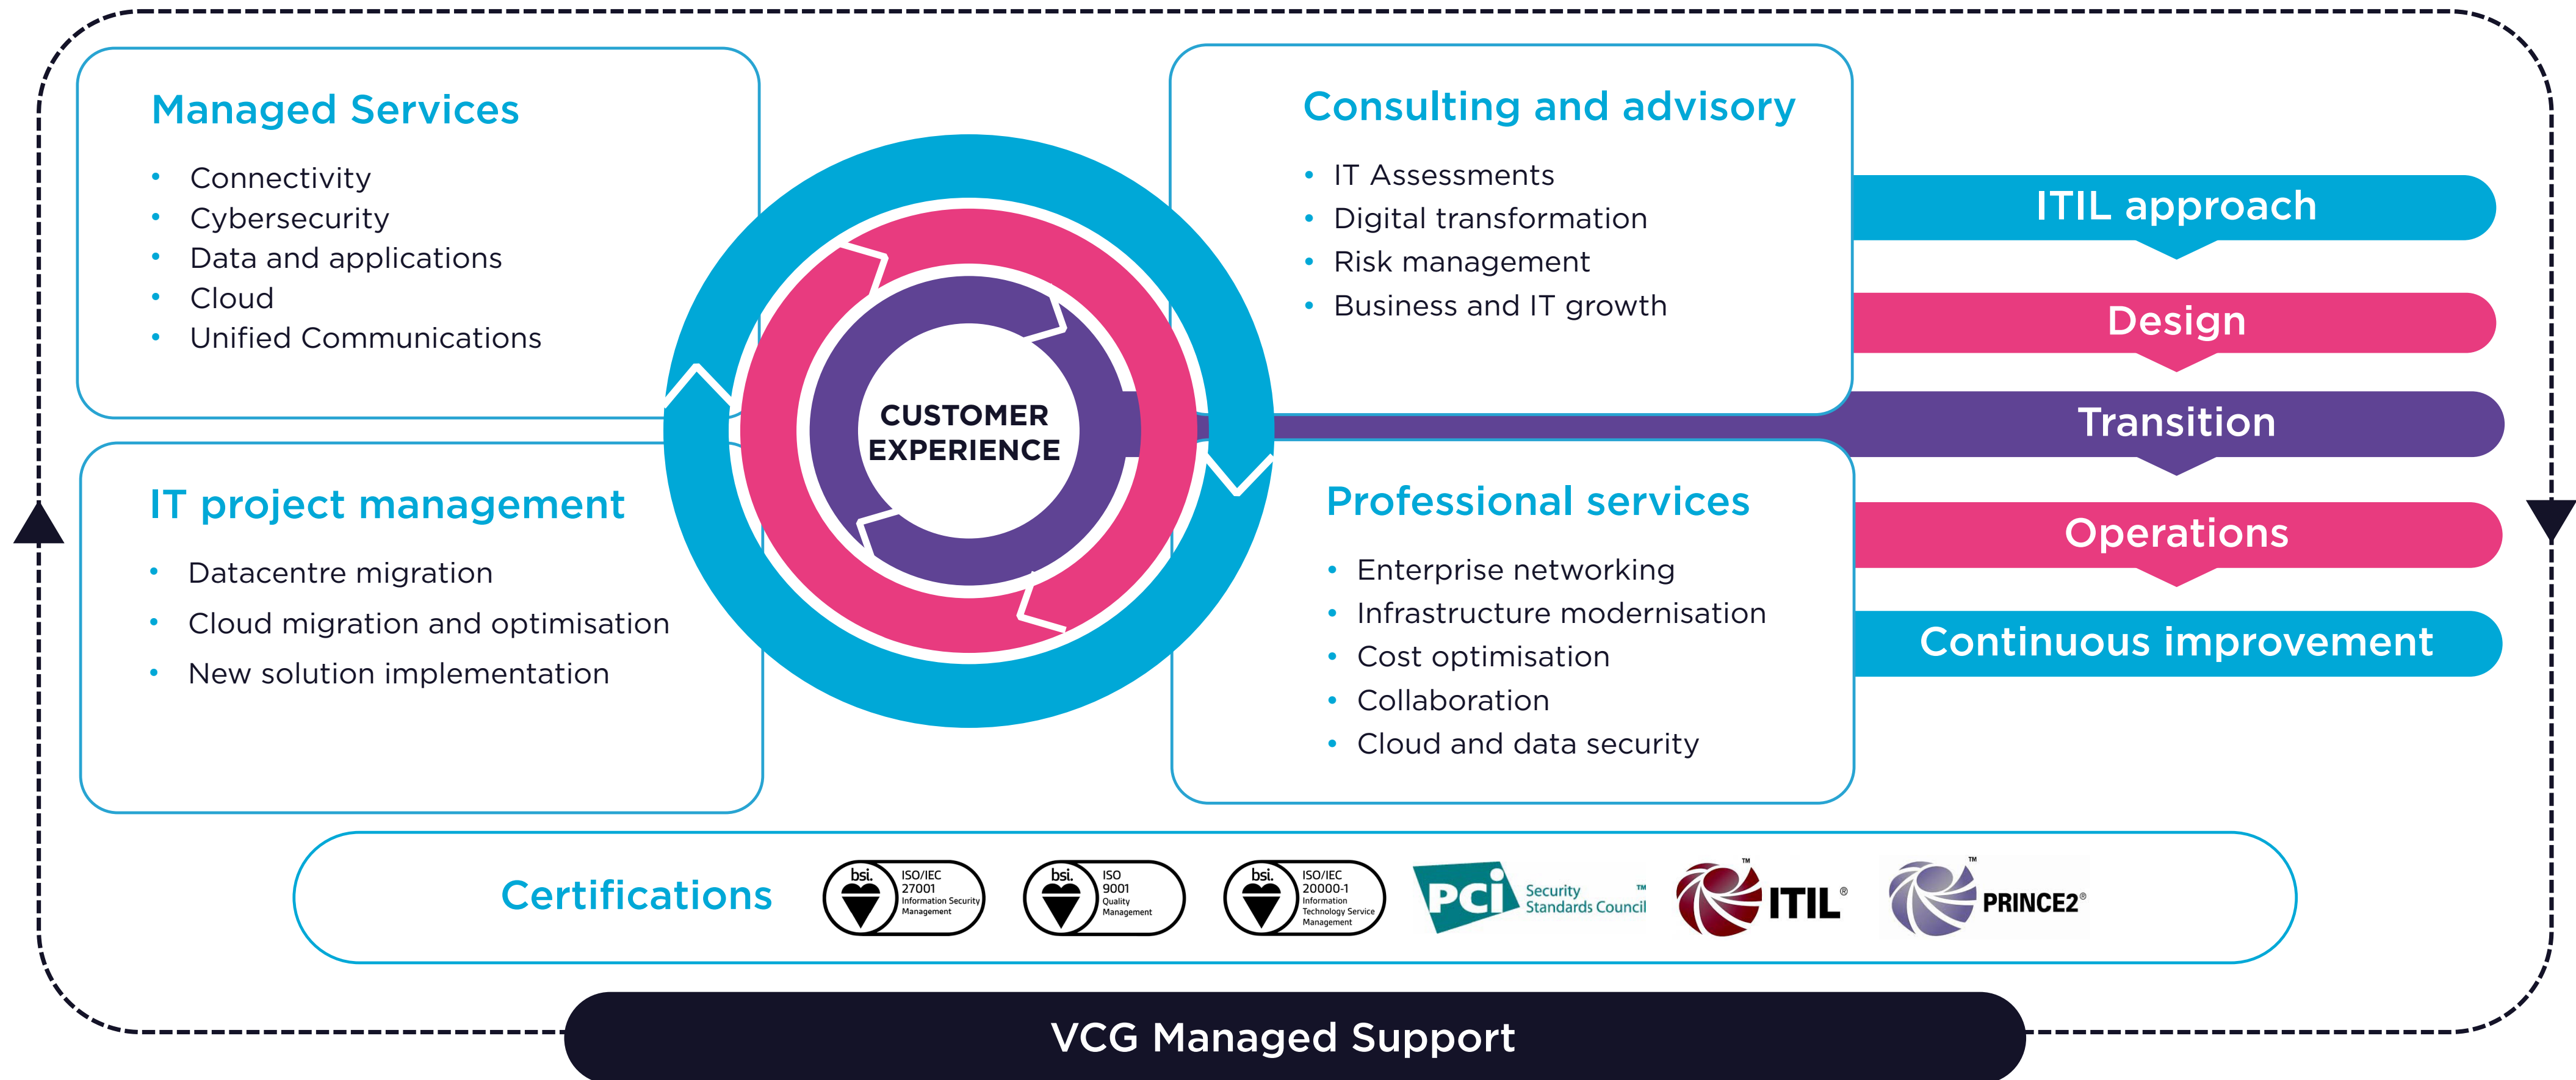 Managed Services
• Connectivity
• Cybersecurity
• Data and applications
• Cloud
• Unified Communications
IT project management
• Datacentre migration
• Cloud migration and optimisation
• New solution implementation
CUSTOMER
EXPERIENCE
Consulting and advisory
• IT Assessments
• Digital transformation
• Risk management
• Business and IT growth
Professional services
• Enterprise networking
• Infrastructure modernisation
• Cost optimisation
• Collaboration
• Cloud and data security
ITIL approach
Design
Transition
Operations
Continuous improvement
Certifications
bsi.
ISO/IEC
27001
Information Security
Management
bsi.
ISO
9001
Quality
Management
bsi.
ISO/IEC
20000-1
Information
Technology Service
Management
PCi
Security ™
Standards Council
™
ITIL®
™
PRINCE2®
VCG Managed Support